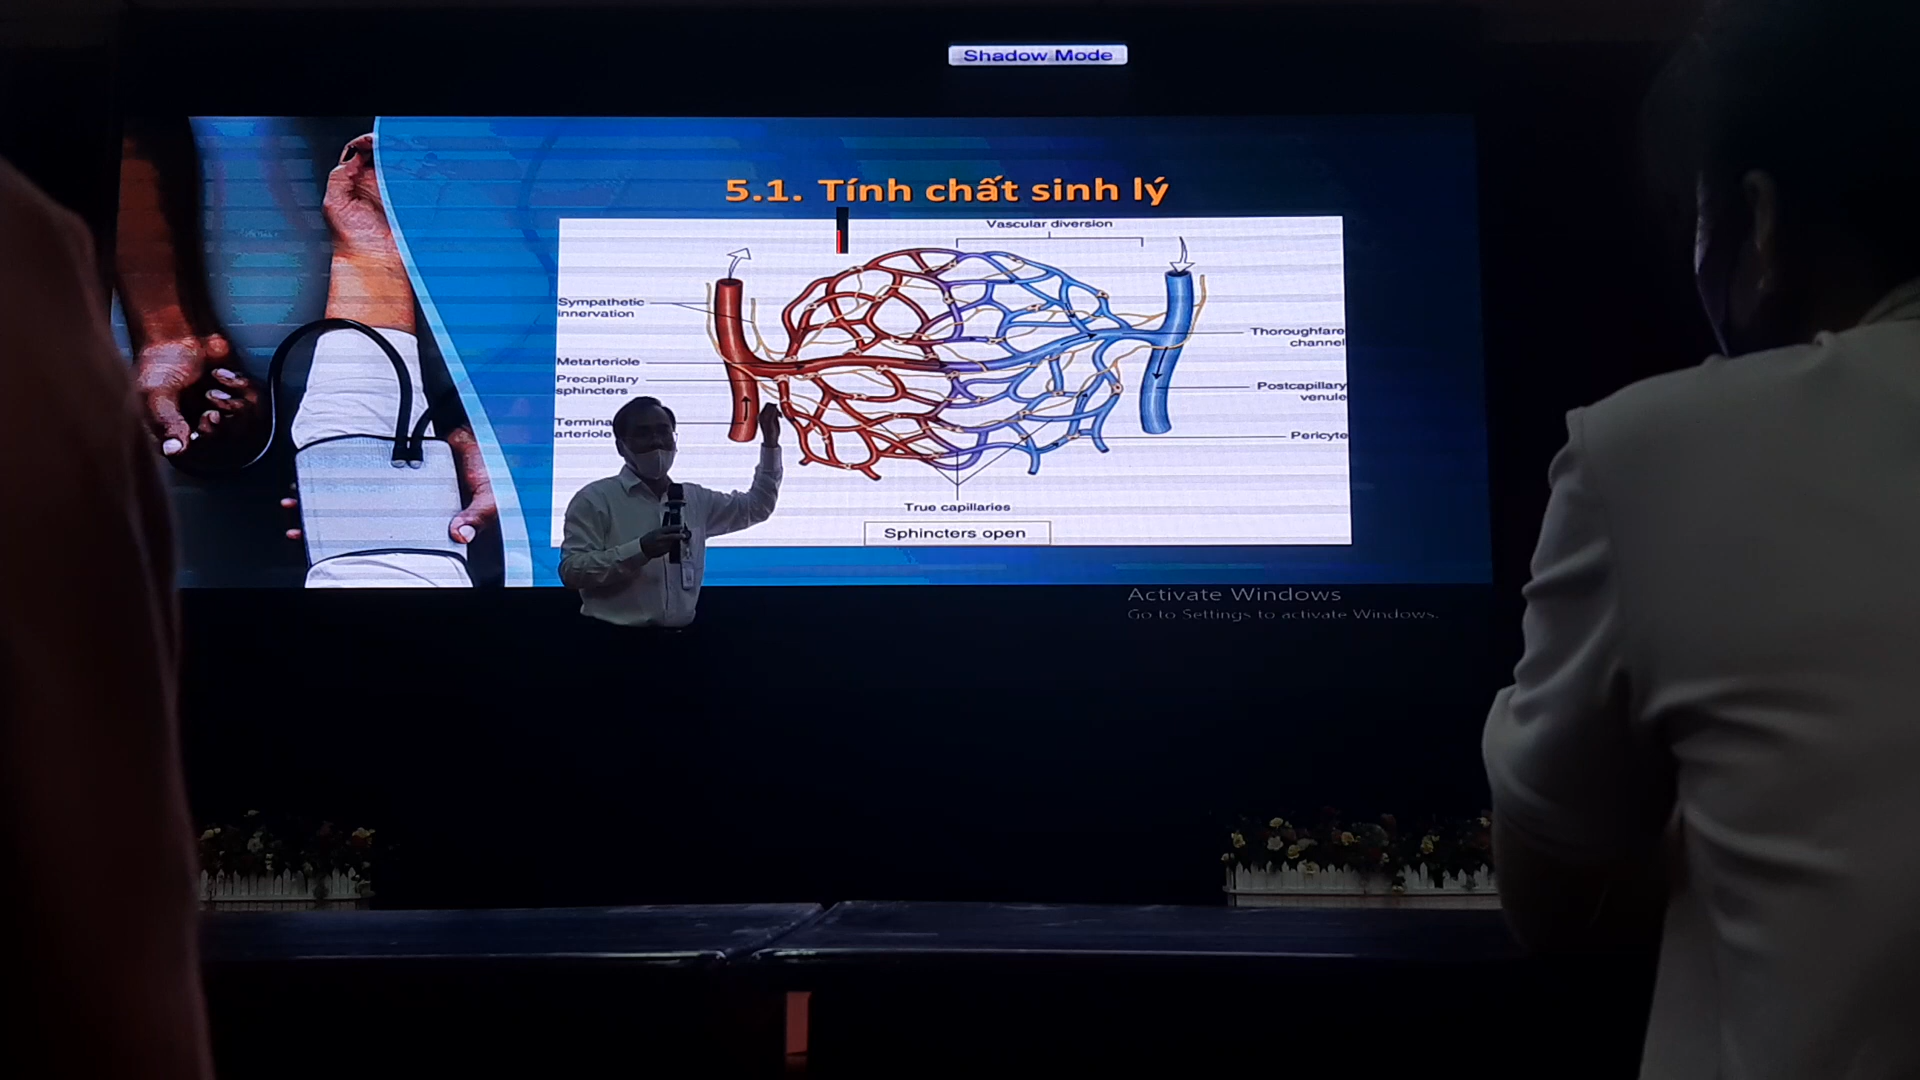 Shadow Mode
5.1. Tính chất sinh lý
Vascular diversion
Sympathetic
innervation
Metarteriole
Precapillary
sphincters
Termina
arteriole
Thoroughfare
channel
Postcapillary
venule
Pericyte
True capillaries
Sphincters open
Activate Windows
Go to Settings to activate Windows.